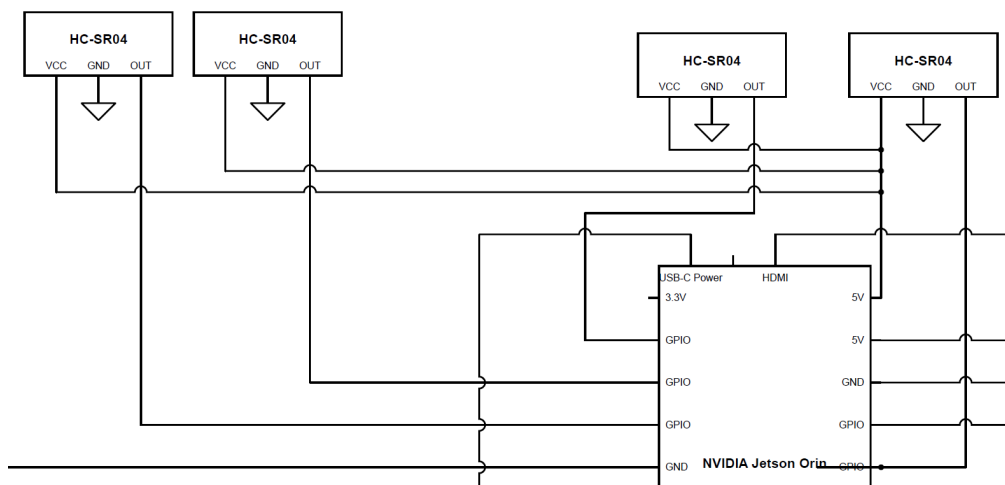 HC-SR04
VCC GND OUT
HC-SR04
VCC GND OUT
HC-SR04
VCC GND OUT
HC-SR04
VCC GND OUT
USB-C Power HDMI
3.3V 5V
GPIO 5V
GPIO GND
GPIO GPIO
GND NVIDIA Jetson Orin GPIO